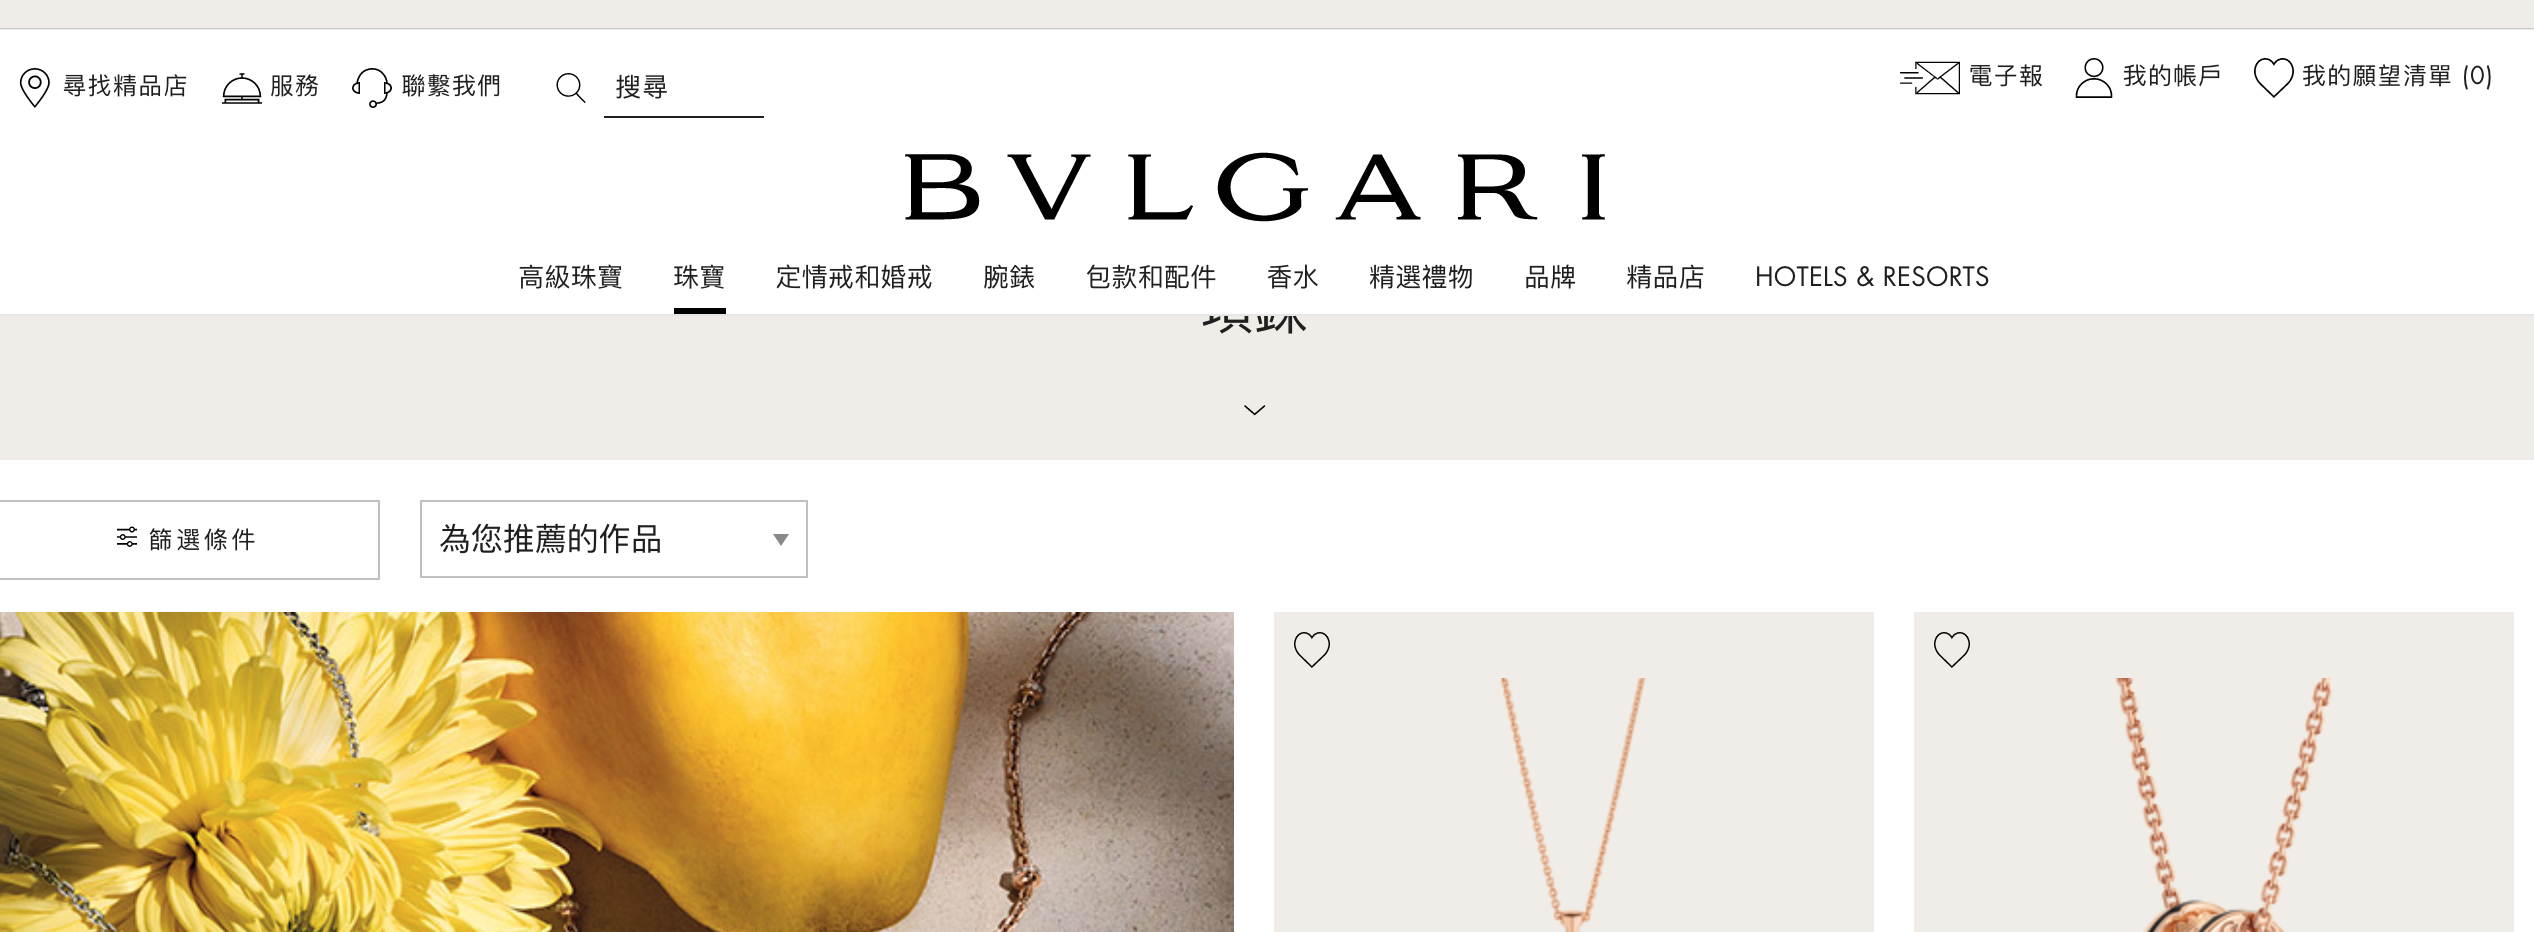 尋找精品店 服務 聯繫我們 搜尋 電子報 我的帳戶 我的願望清單 (0)
BVLGARI
高級珠寶 珠寶 定情戒和婚戒 腕錶 包款和配件 香水 精選禮物 品牌 精品店 HOTELS & RESORTS
篩選條件 為您推薦的作品